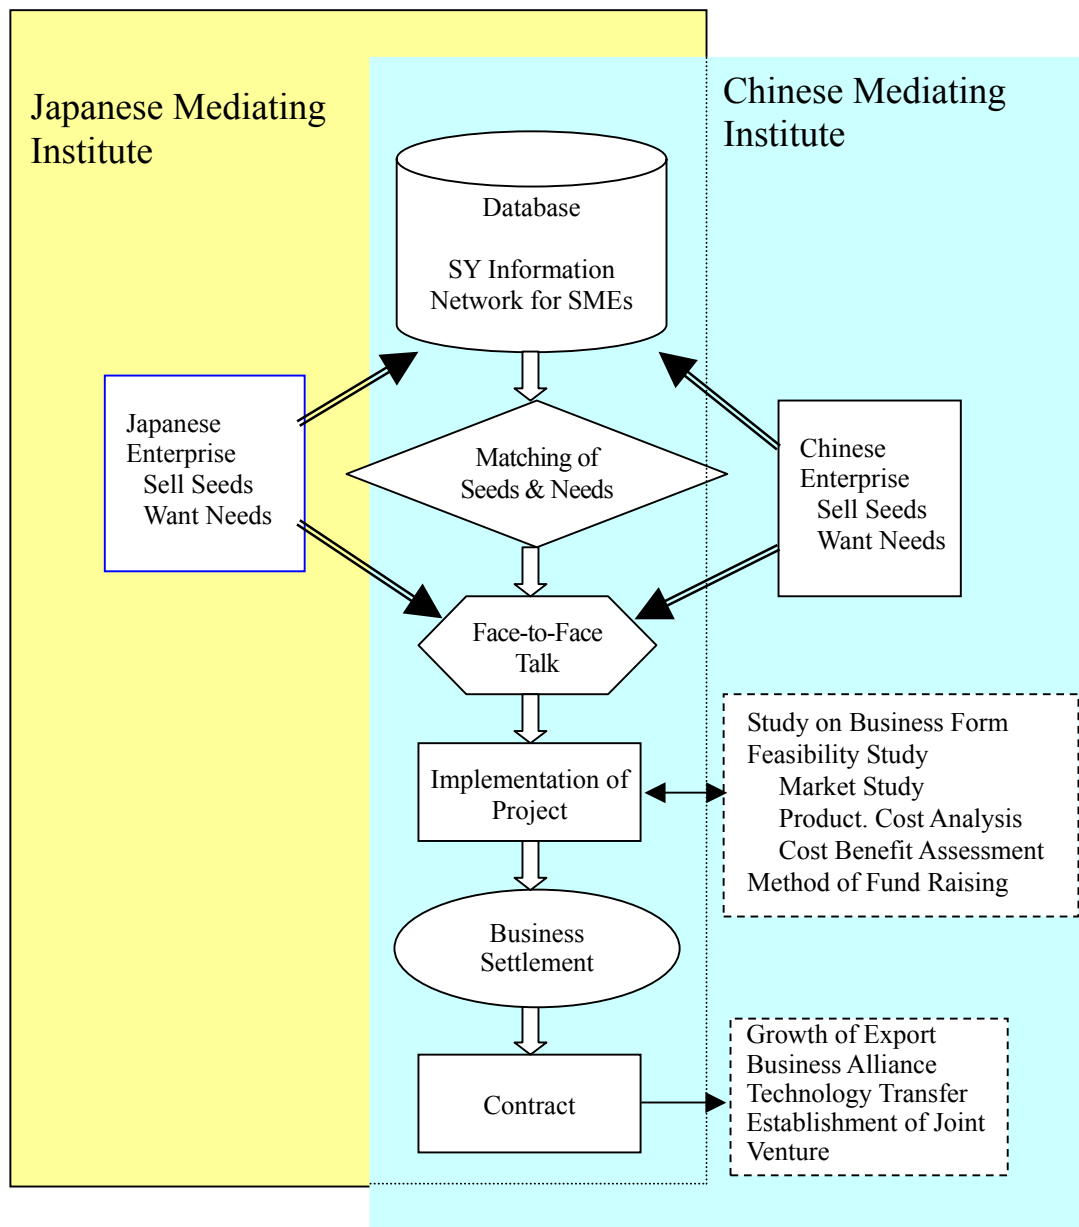 Japanese Mediating
Institute
Chinese Mediating
Institute
Database
SY Information
Network for SMEs
Japanese
Enterprise
Sell Seeds
Want Needs
Matching of
Seeds & Needs
Chinese
Enterprise
Sell Seeds
Want Needs
Face-to-Face
Talk
Implementation of
Project
Study on Business Form
Feasibility Study
Market Study
Product. Cost Analysis
Cost Benefit Assessment
Method of Fund Raising
Business
Settlement
Contract
Growth of Export
Business Alliance
Technology Transfer
Establishment of Joint
Venture